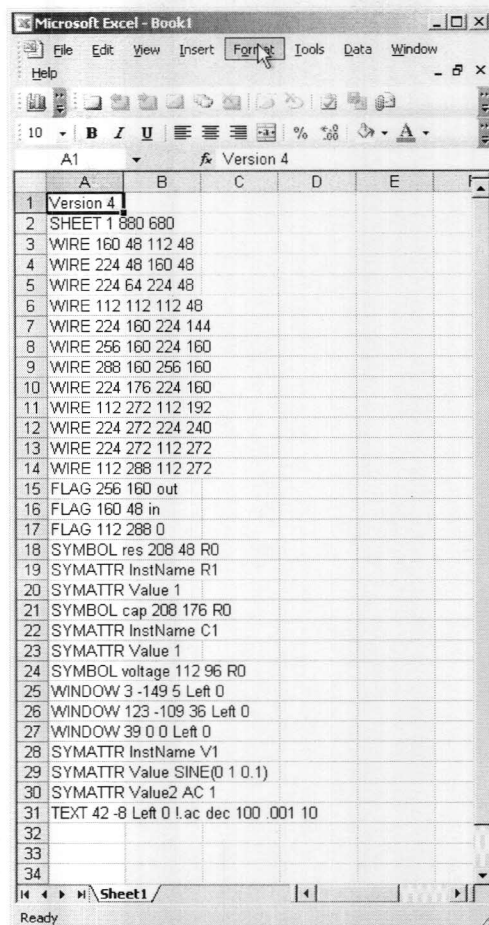 Microsoft Excel - Book1
File Edit View Insert Format Tools Data Window
Help
10 B I U % .00
A1 fx Version 4
A B C D E F
1 Version 4
2 SHEET 1 880 680
3 WIRE 160 48 112 48
4 WIRE 224 48 160 48
5 WIRE 224 64 224 48
6 WIRE 112 112 112 48
7 WIRE 224 160 224 144
8 WIRE 256 160 224 160
9 WIRE 288 160 256 160
10 WIRE 224 176 224 160
11 WIRE 112 272 112 192
12 WIRE 224 272 224 240
13 WIRE 224 272 112 272
14 WIRE 112 288 112 272
15 FLAG 256 160 out
16 FLAG 160 48 in
17 FLAG 112 288 0
18 SYMBOL res 208 48 R0
19 SYMATTR InstName R1
20 SYMATTR Value 1
21 SYMBOL cap 208 176 R0
22 SYMATTR InstName C1
23 SYMATTR Value 1
24 SYMBOL voltage 112 96 R0
25 WINDOW 3 -149 5 Left 0
26 WINDOW 123 -109 36 Left 0
27 WINDOW 39 0 0 Left 0
28 SYMATTR InstName V1
29 SYMATTR Value SINE(0 1 0.1)
30 SYMATTR Value2 AC 1
31 TEXT 42 -8 Left 0 !.ac dec 100 .001 10
32
33
34
Sheet1
Ready